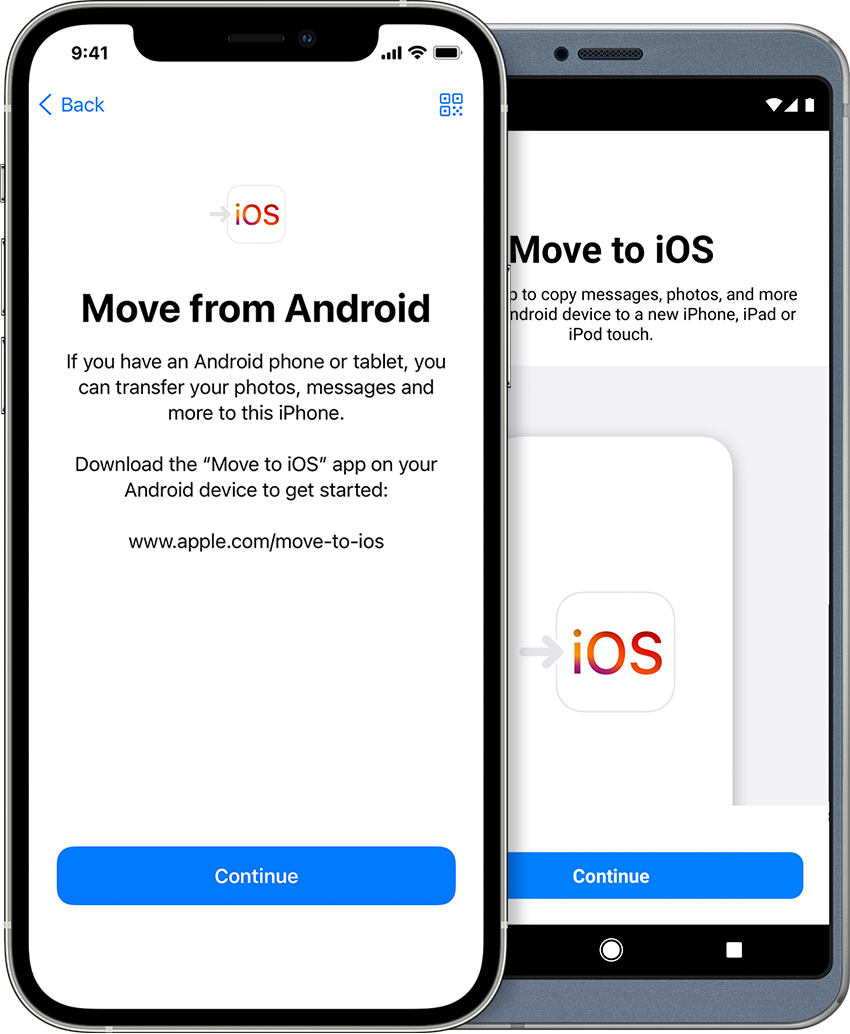 9:41
Back
iOS
Move from Android
If you have an Android phone or tablet, you
can transfer your photos, messages and
more to this iPhone.
Download the “Move to iOS” app on your
Android device to get started:
www.apple.com/move-to-ios
Continue
Move to iOS
to copy messages, photos, and more
device to a new iPhone, iPad or
iPod touch.
iOS
Continue